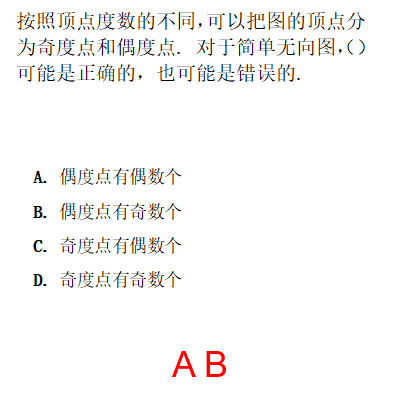 按照顶点度数的不同,可以把图的顶点分
为奇度点和偶度点. 对于简单无向图,()
可能是正确的，也可能是错误的.
A. 偶度点有偶数个
B. 偶度点有奇数个
C. 奇度点有偶数个
D. 奇度点有奇数个
A B